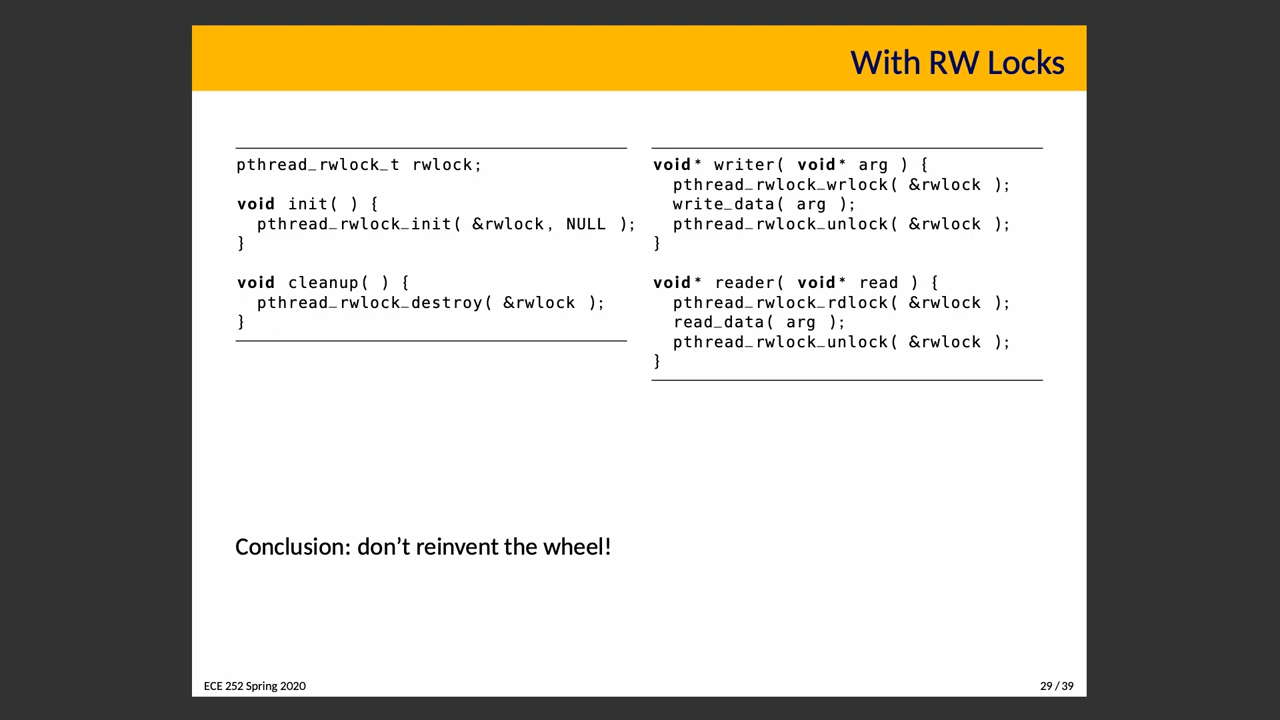 With RW Locks
pthread_rwlock_t rwlock;
void init( ) {
  pthread_rwlock_init( &rwlock, NULL );
}
void cleanup( ) {
  pthread_rwlock_destroy( &rwlock );
}
void* writer( void* arg ) {
  pthread_rwlock_wrlock( &rwlock );
  write_data( arg );
  pthread_rwlock_unlock( &rwlock );
}
void* reader( void* read ) {
  pthread_rwlock_rdlock( &rwlock );
  read_data( arg );
  pthread_rwlock_unlock( &rwlock );
}
Conclusion: don’t reinvent the wheel!
ECE 252 Spring 2020
29 / 39